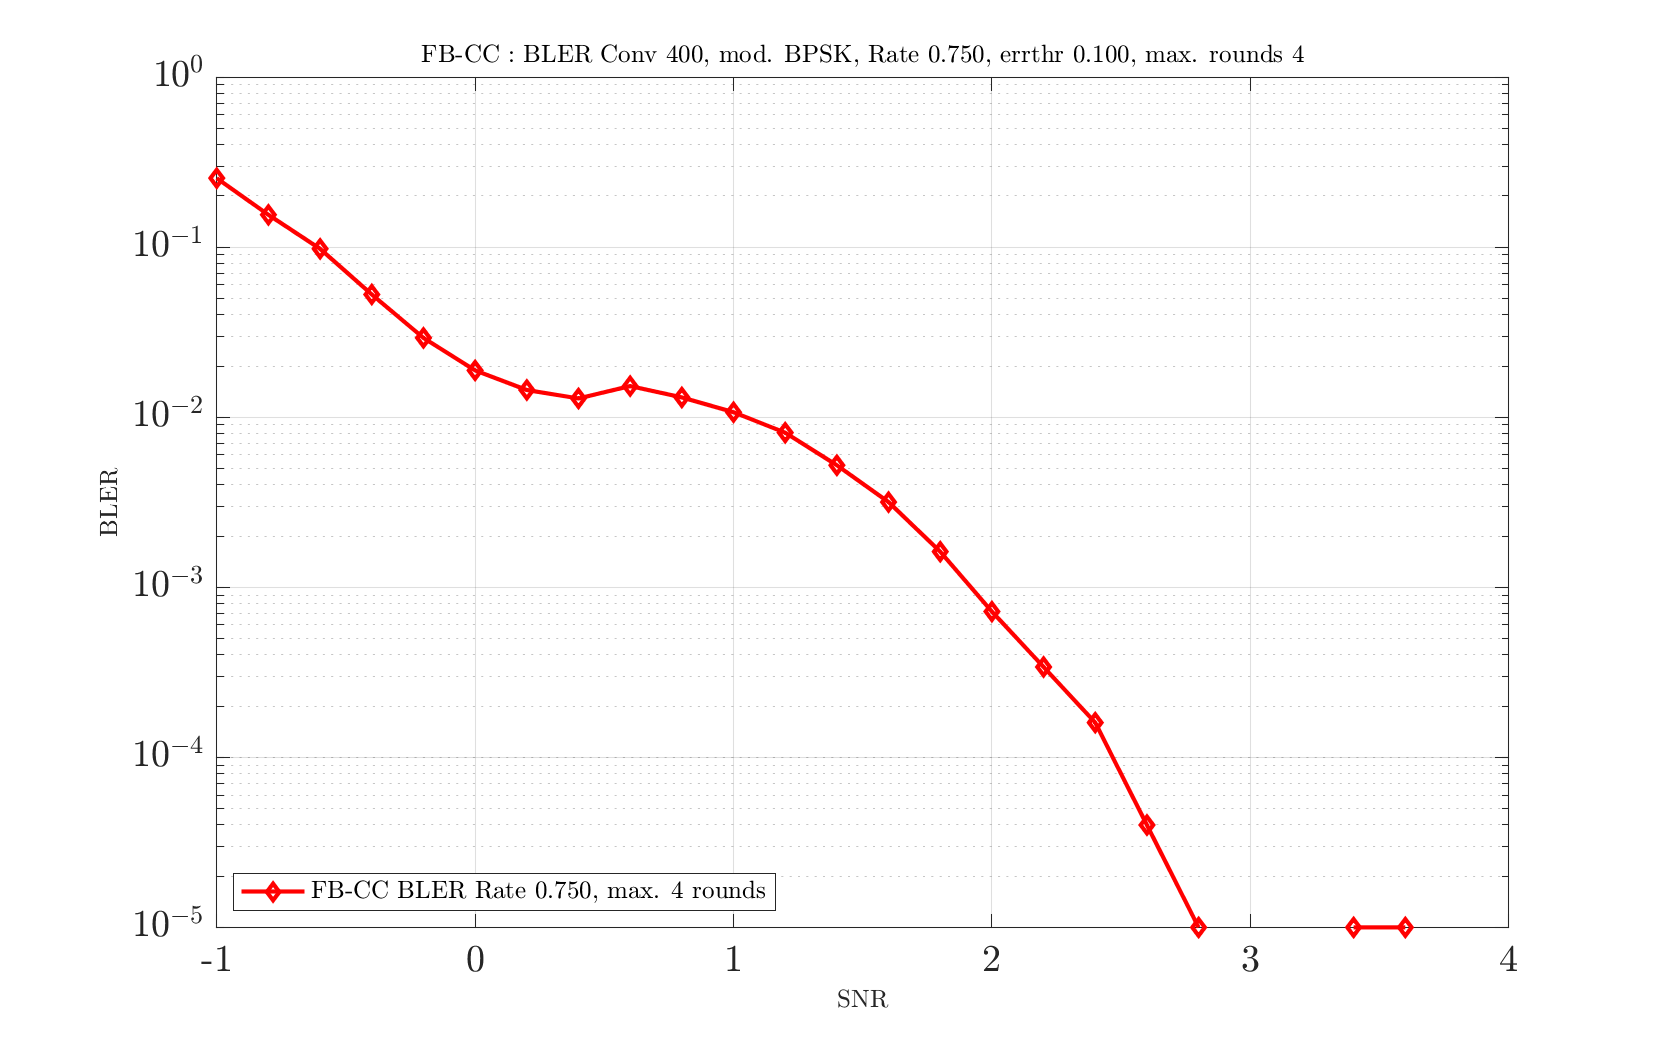 FB-CC : BLER Conv 400, mod. BPSK, Rate 0.750, errthr 0.100, max. rounds 4
10^0
10^-1
10^-2
10^-3
10^-4
10^-5
BLER
FB-CC BLER Rate 0.750, max. 4 rounds
-1 0 1 2 3 4
SNR